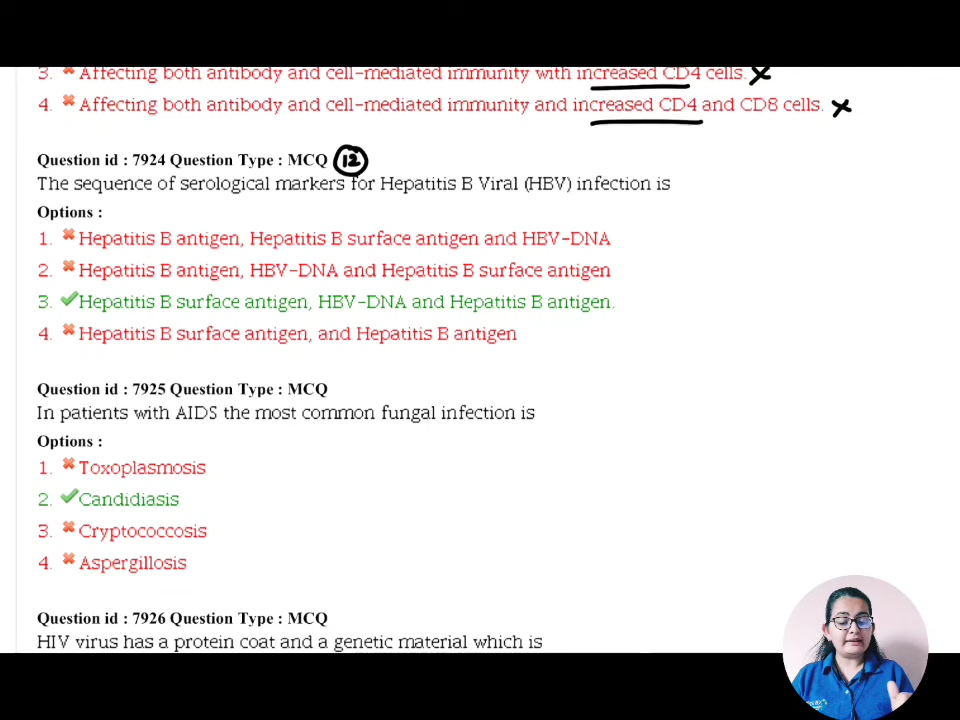 3. Affecting both antibody and cell-mediated immunity with increased CD4 cells.
4. Affecting both antibody and cell-mediated immunity and increased CD4 and CD8 cells.
Question id : 7924 Question Type : MCQ 12
The sequence of serological markers for Hepatitis B Viral (HBV) infection is
Options :
1. Hepatitis B antigen, Hepatitis B surface antigen and HBV-DNA
2. Hepatitis B antigen, HBV-DNA and Hepatitis B surface antigen
3. Hepatitis B surface antigen, HBV-DNA and Hepatitis B antigen.
4. Hepatitis B surface antigen, and Hepatitis B antigen
Question id : 7925 Question Type : MCQ
In patients with AIDS the most common fungal infection is
Options :
1. Toxoplasmosis
2. Candidiasis
3. Cryptococcosis
4. Aspergillosis
Question id : 7926 Question Type : MCQ
HIV virus has a protein coat and a genetic material which is